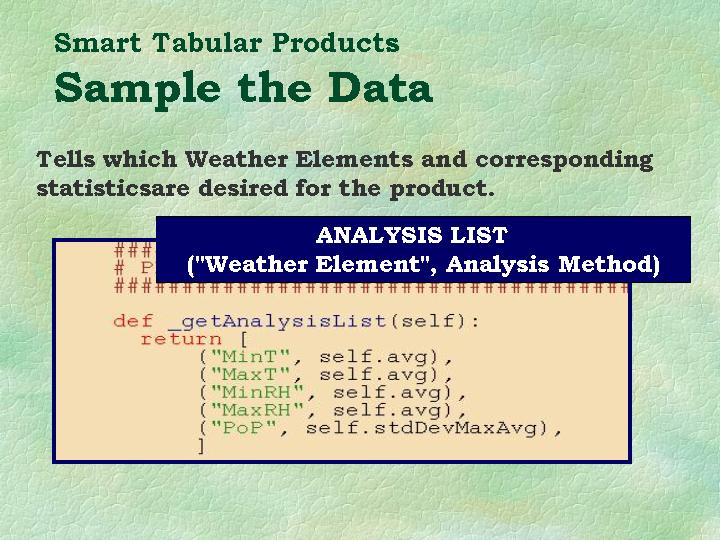 Smart Tabular Products
Sample the Data
Tells which Weather Elements and corresponding
statisticsare desired for the product.
ANALYSIS LIST
("Weather Element", Analysis Method)
###
# P
######################################
def _getAnalysisList(self):
return [
("MinT", self.avg),
("MaxT", self.avg),
("MinRH", self.avg),
("MaxRH", self.avg),
("PoP", self.stdDevMaxAvg),
]